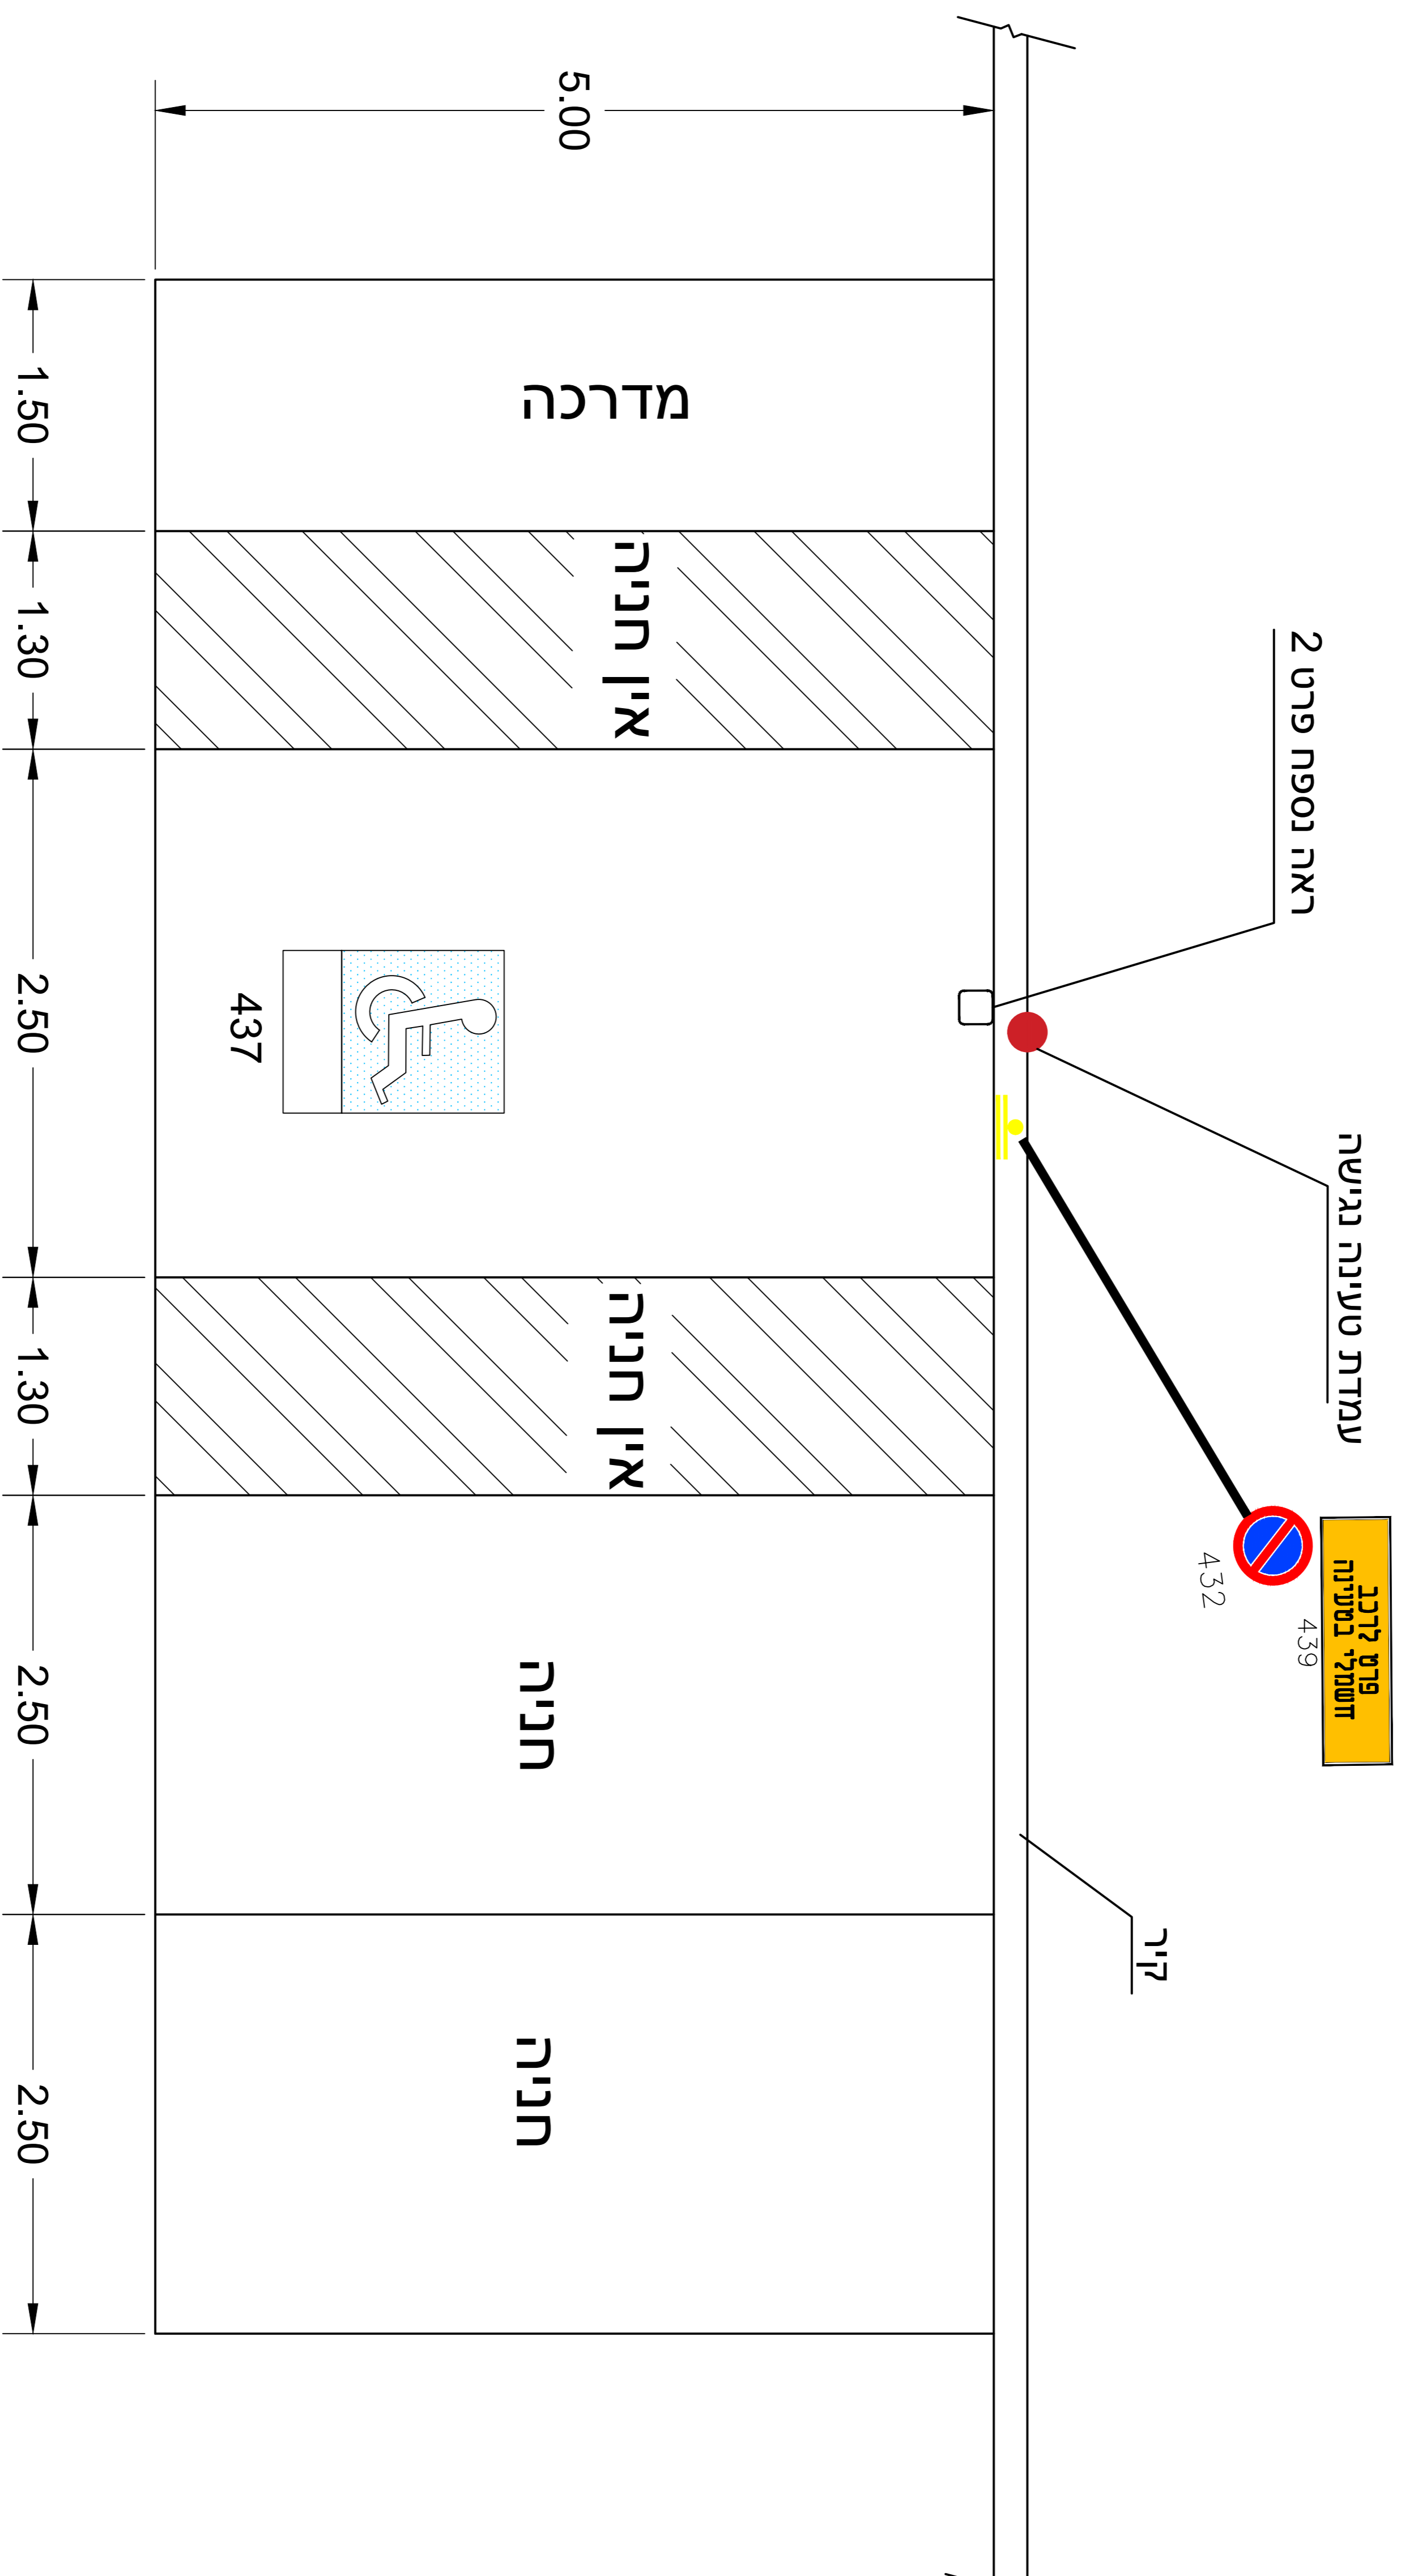 ראה נספח פרט 2
עמדת טעינה נגישה
פרט לרכב
חשמלי בטעינה
439
432
קיר
5.00
מדרכה
אין חניה
437
אין חניה
חניה
חניה
1.50
1.30
2.50
1.30
2.50
2.50